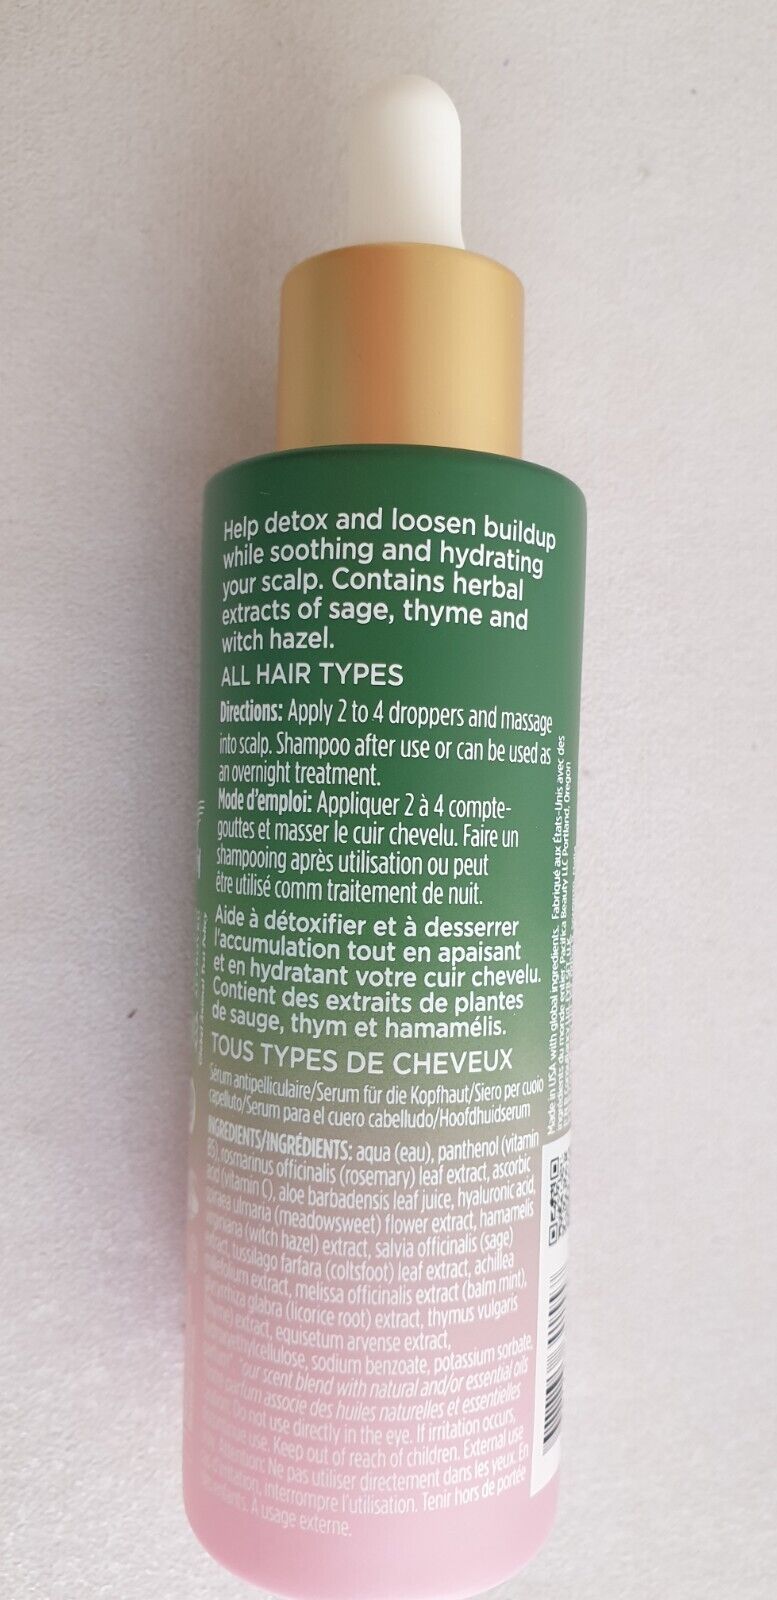 Help detox and loosen buildup
while soothing and hydrating
your scalp. Contains herbal
extracts of sage, thyme and
witch hazel.
ALL HAIR TYPES
Directions: Apply 2 to 4 droppers and massage
into scalp. Shampoo after use or can be used as
an overnight treatment.
Mode d'emploi: Appliquer 2 à 4 compte-
gouttes et masser le cuir chevelu. Faire un
shampooing après utilisation ou peut
être utilisé comm traitement de nuit.
Aide à détoxifier et à desserrer
l'accumulation tout en apaisant
et en hydratant votre cuir chevelu.
Contient des extraits de plantes
de sauge, thym et hamamélis.
TOUS TYPES DE CHEVEUX
Sérum antipelliculaire/Serum für die Kopfhaut/Siero per cuoio
capelluto/Serum para el cuero cabelludo/Hoofdhuidserum
INGREDIENTS/INGRÉDIENTS: aqua (eau), panthenol (vitamin
B5), rosmarinus officinalis (rosemary) leaf extract, ascorbic
acid (vitamin C), aloe barbadensis leaf juice, hyaluronic acid,
spiraea ulmaria (meadowsweet) flower extract, hamamelis
virginiana (witch hazel) extract, salvia officinalis (sage)
extract, tussilago farfara (coltsfoot) leaf extract, achillea
millefolium extract, melissa officinalis extract (balm mint),
glycyrrhiza glabra (licorice root) extract, thymus vulgaris
(thyme) extract, equisetum arvense extract,
sodium benzoate, potassium sorbate,
our scent blend with natural and/or essential oils
parfum associe des huiles naturelles et essentielles
Do not use directly in the eye. If irritation occurs,
use. Keep out of reach of children. External use
Attention: Ne pas utiliser directement dans les yeux. En
d'irritation, interrompre l'utilisation. Tenir hors de portée
enfants. A usage externe.
Made in USA with global ingredients. Fabriqué aux États-Unis avec des
ingrédients du monde entier. Pacifica Beauty LLC Portland, Oregon